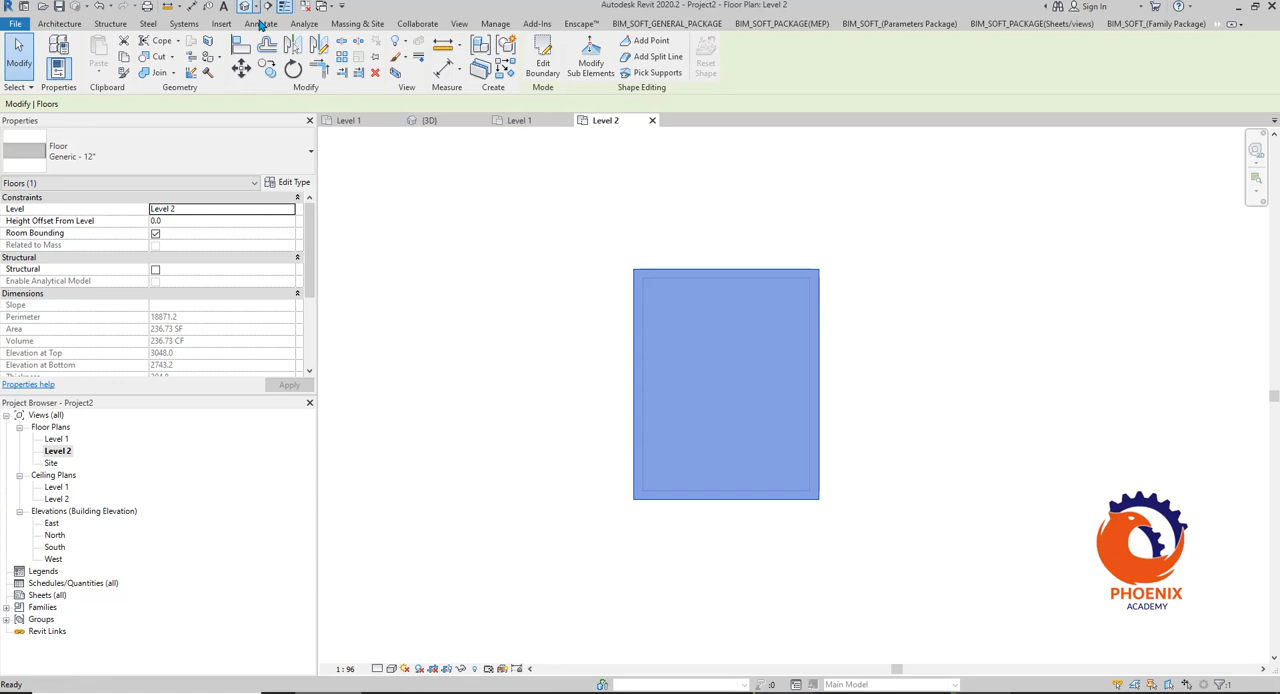 Autodesk Revit 2020.2 - Project2 - Floor Plan: Level 2
Sign In
File Architecture Structure Steel Systems Insert Annotate Analyze Massing & Site Collaborate View Manage Add-Ins Enscape™ BIM_SOFT_GENERAL_PACKAGE BIM_SOFT_PACKAGE(MEP) BIM_SOFT_(Parameters Package) BIM_SOFT_PACKAGE(Sheets/views) BIM_SOFT_(Family Package)
Modify Paste Cope Cut Join Edit Boundary Modify Sub Elements Add Point Add Split Line Pick Supports Reset Shape
Select Properties Clipboard Geometry Modify View Measure Create Mode Shape Editing
Modify | Floors
Properties
Level 1 {3D} Level 1 Level 2
Floor
Generic - 12"
Floors (1) Edit Type
Constraints
Level Level 2
Height Offset From Level 0.0
Room Bounding
Related to Mass
Structural
Structural
Enable Analytical Model
Dimensions
Slope
Perimeter 18871.2
Area 236.73 SF
Volume 236.73 CF
Elevation at Top 3048.0
Elevation at Bottom 2743.2
Properties help Apply
Project Browser - Project2
Views (all)
Floor Plans
Level 1
Level 2
Site
Ceiling Plans
Level 1
Level 2
Elevations (Building Elevation)
East
North
South
West
Legends
Schedules/Quantities (all)
Sheets (all)
Families
Groups
Revit Links
PHOENIX
ACADEMY
1 : 96
Ready :0 Main Model :1